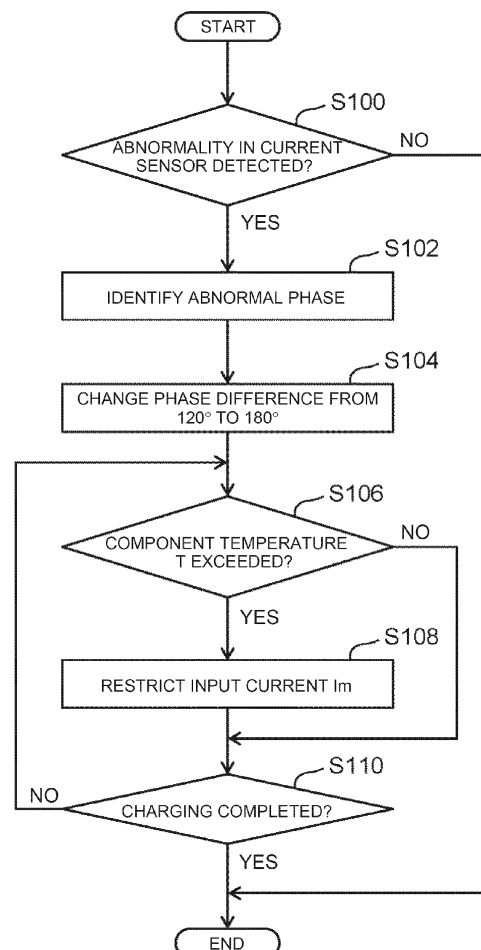 START
S100
ABNORMALITY IN CURRENT
SENSOR DETECTED?
NO
YES
S102
IDENTIFY ABNORMAL PHASE
S104
CHANGE PHASE DIFFERENCE FROM
120° TO 180°
S106
COMPONENT TEMPERATURE
T EXCEEDED?
NO
YES
S108
RESTRICT INPUT CURRENT Im
S110
CHARGING COMPLETED?
NO
YES
END